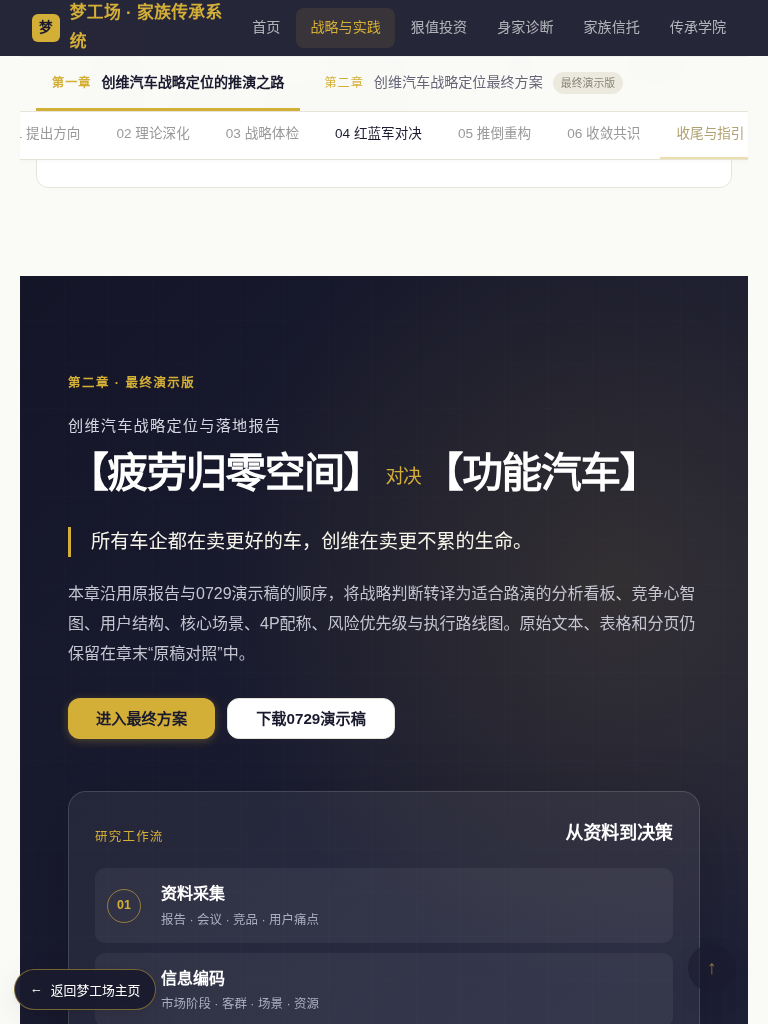 梦
梦工场 · 家族传承系
统
首页
战略与实践
狠值投资
身家诊断
家族信托
传承学院
第一章 创维汽车战略定位的推演之路
第二章 创维汽车战略定位最终方案 最终演示版
提出方向
02 理论深化
03 战略体检
04 红蓝军对决
05 推倒重构
06 收敛共识
收尾与指引
第二章 · 最终演示版
创维汽车战略定位与落地报告
【疲劳归零空间】 对决 【功能汽车】
所有车企都在卖更好的车，创维在卖更不累的生命。
本章沿用原报告与0729演示稿的顺序，将战略判断转译为适合路演的分析看板、竞争心智
图、用户结构、核心场景、4P配称、风险优先级与执行路线图。原始文本、表格和分页仍
保留在章末“原稿对照”中。
进入最终方案
下载0729演示稿
研究工作流
从资料到决策
01
资料采集
报告 · 会议 · 竞品 · 用户痛点
信息编码
市场阶段 · 客群 · 场景 · 资源
← 返回梦工场主页
↑